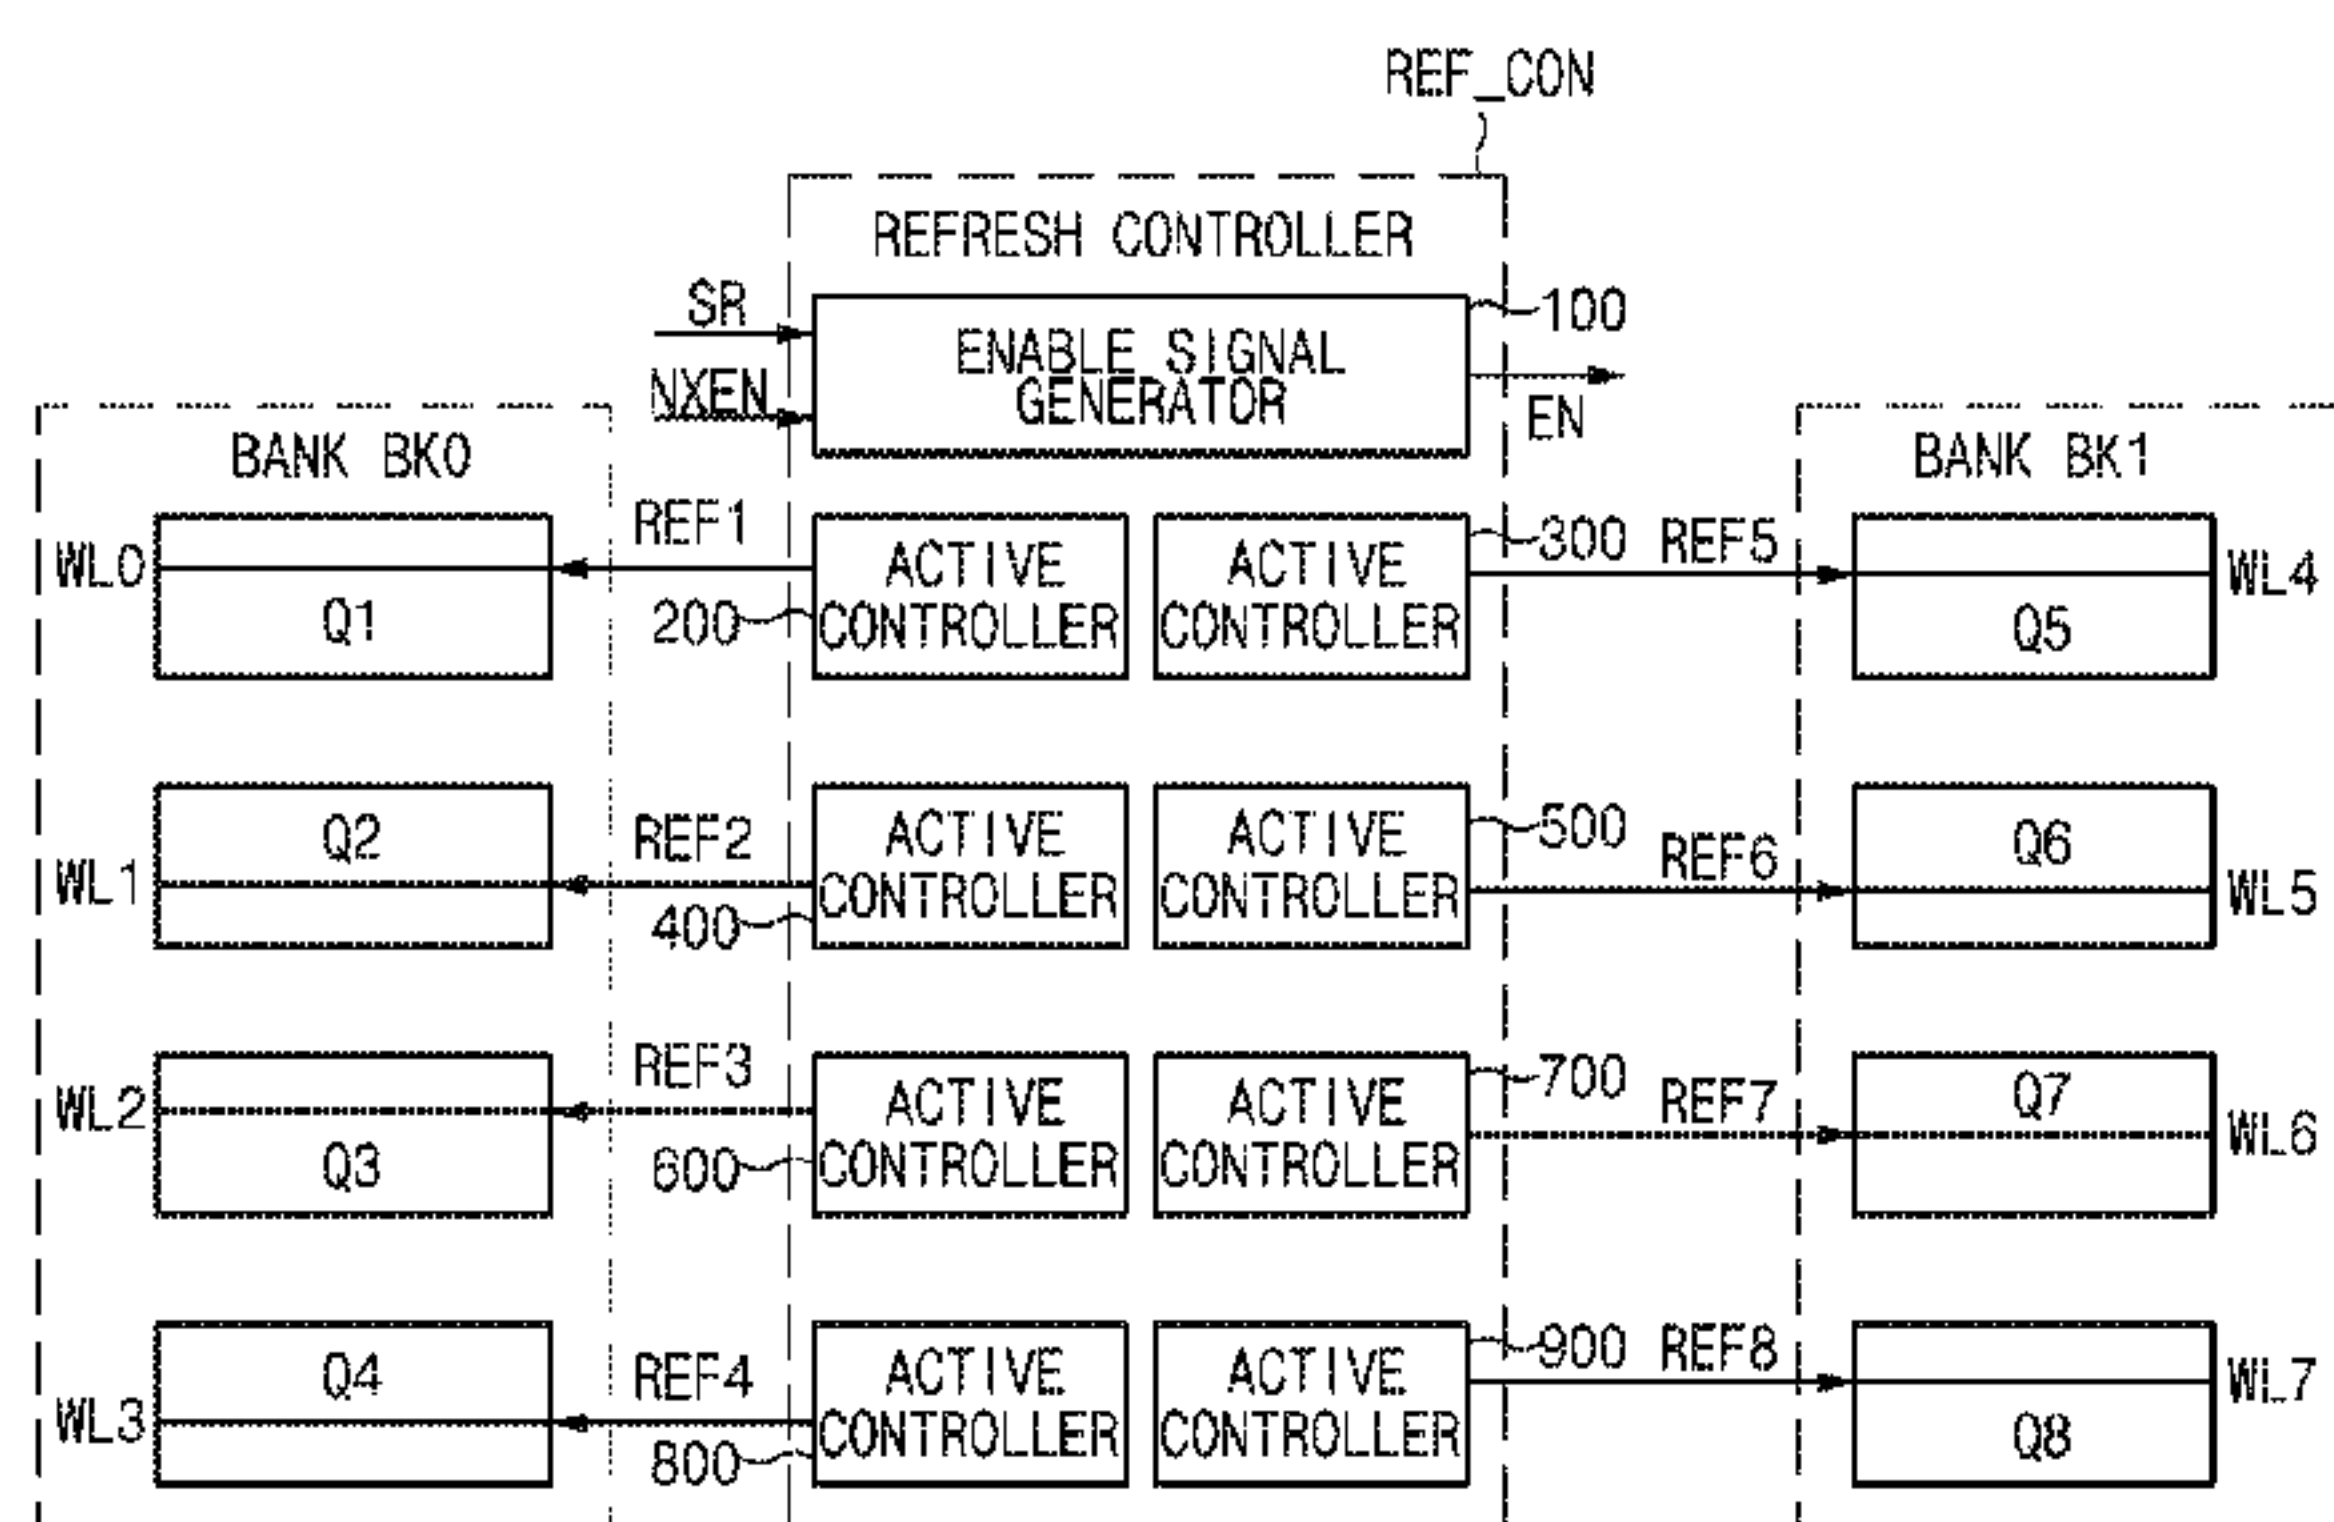 REF_CON
REFRESH CONTROLLER
SR
100
ENABLE SIGNAL
GENERATOR
NXEN
EN
BANK BK0
BANK BK1
REF1
WL0
Q1
200
ACTIVE
CONTROLLER
ACTIVE
CONTROLLER
300
REF5
WL4
Q5
Q2
REF2
WL1
400
ACTIVE
CONTROLLER
ACTIVE
CONTROLLER
500
REF6
Q6
WL5
REF3
WL2
Q3
600
ACTIVE
CONTROLLER
ACTIVE
CONTROLLER
700
REF7
Q7
WL6
Q4
REF4
WL3
800
ACTIVE
CONTROLLER
ACTIVE
CONTROLLER
900
REF8
WL7
Q8